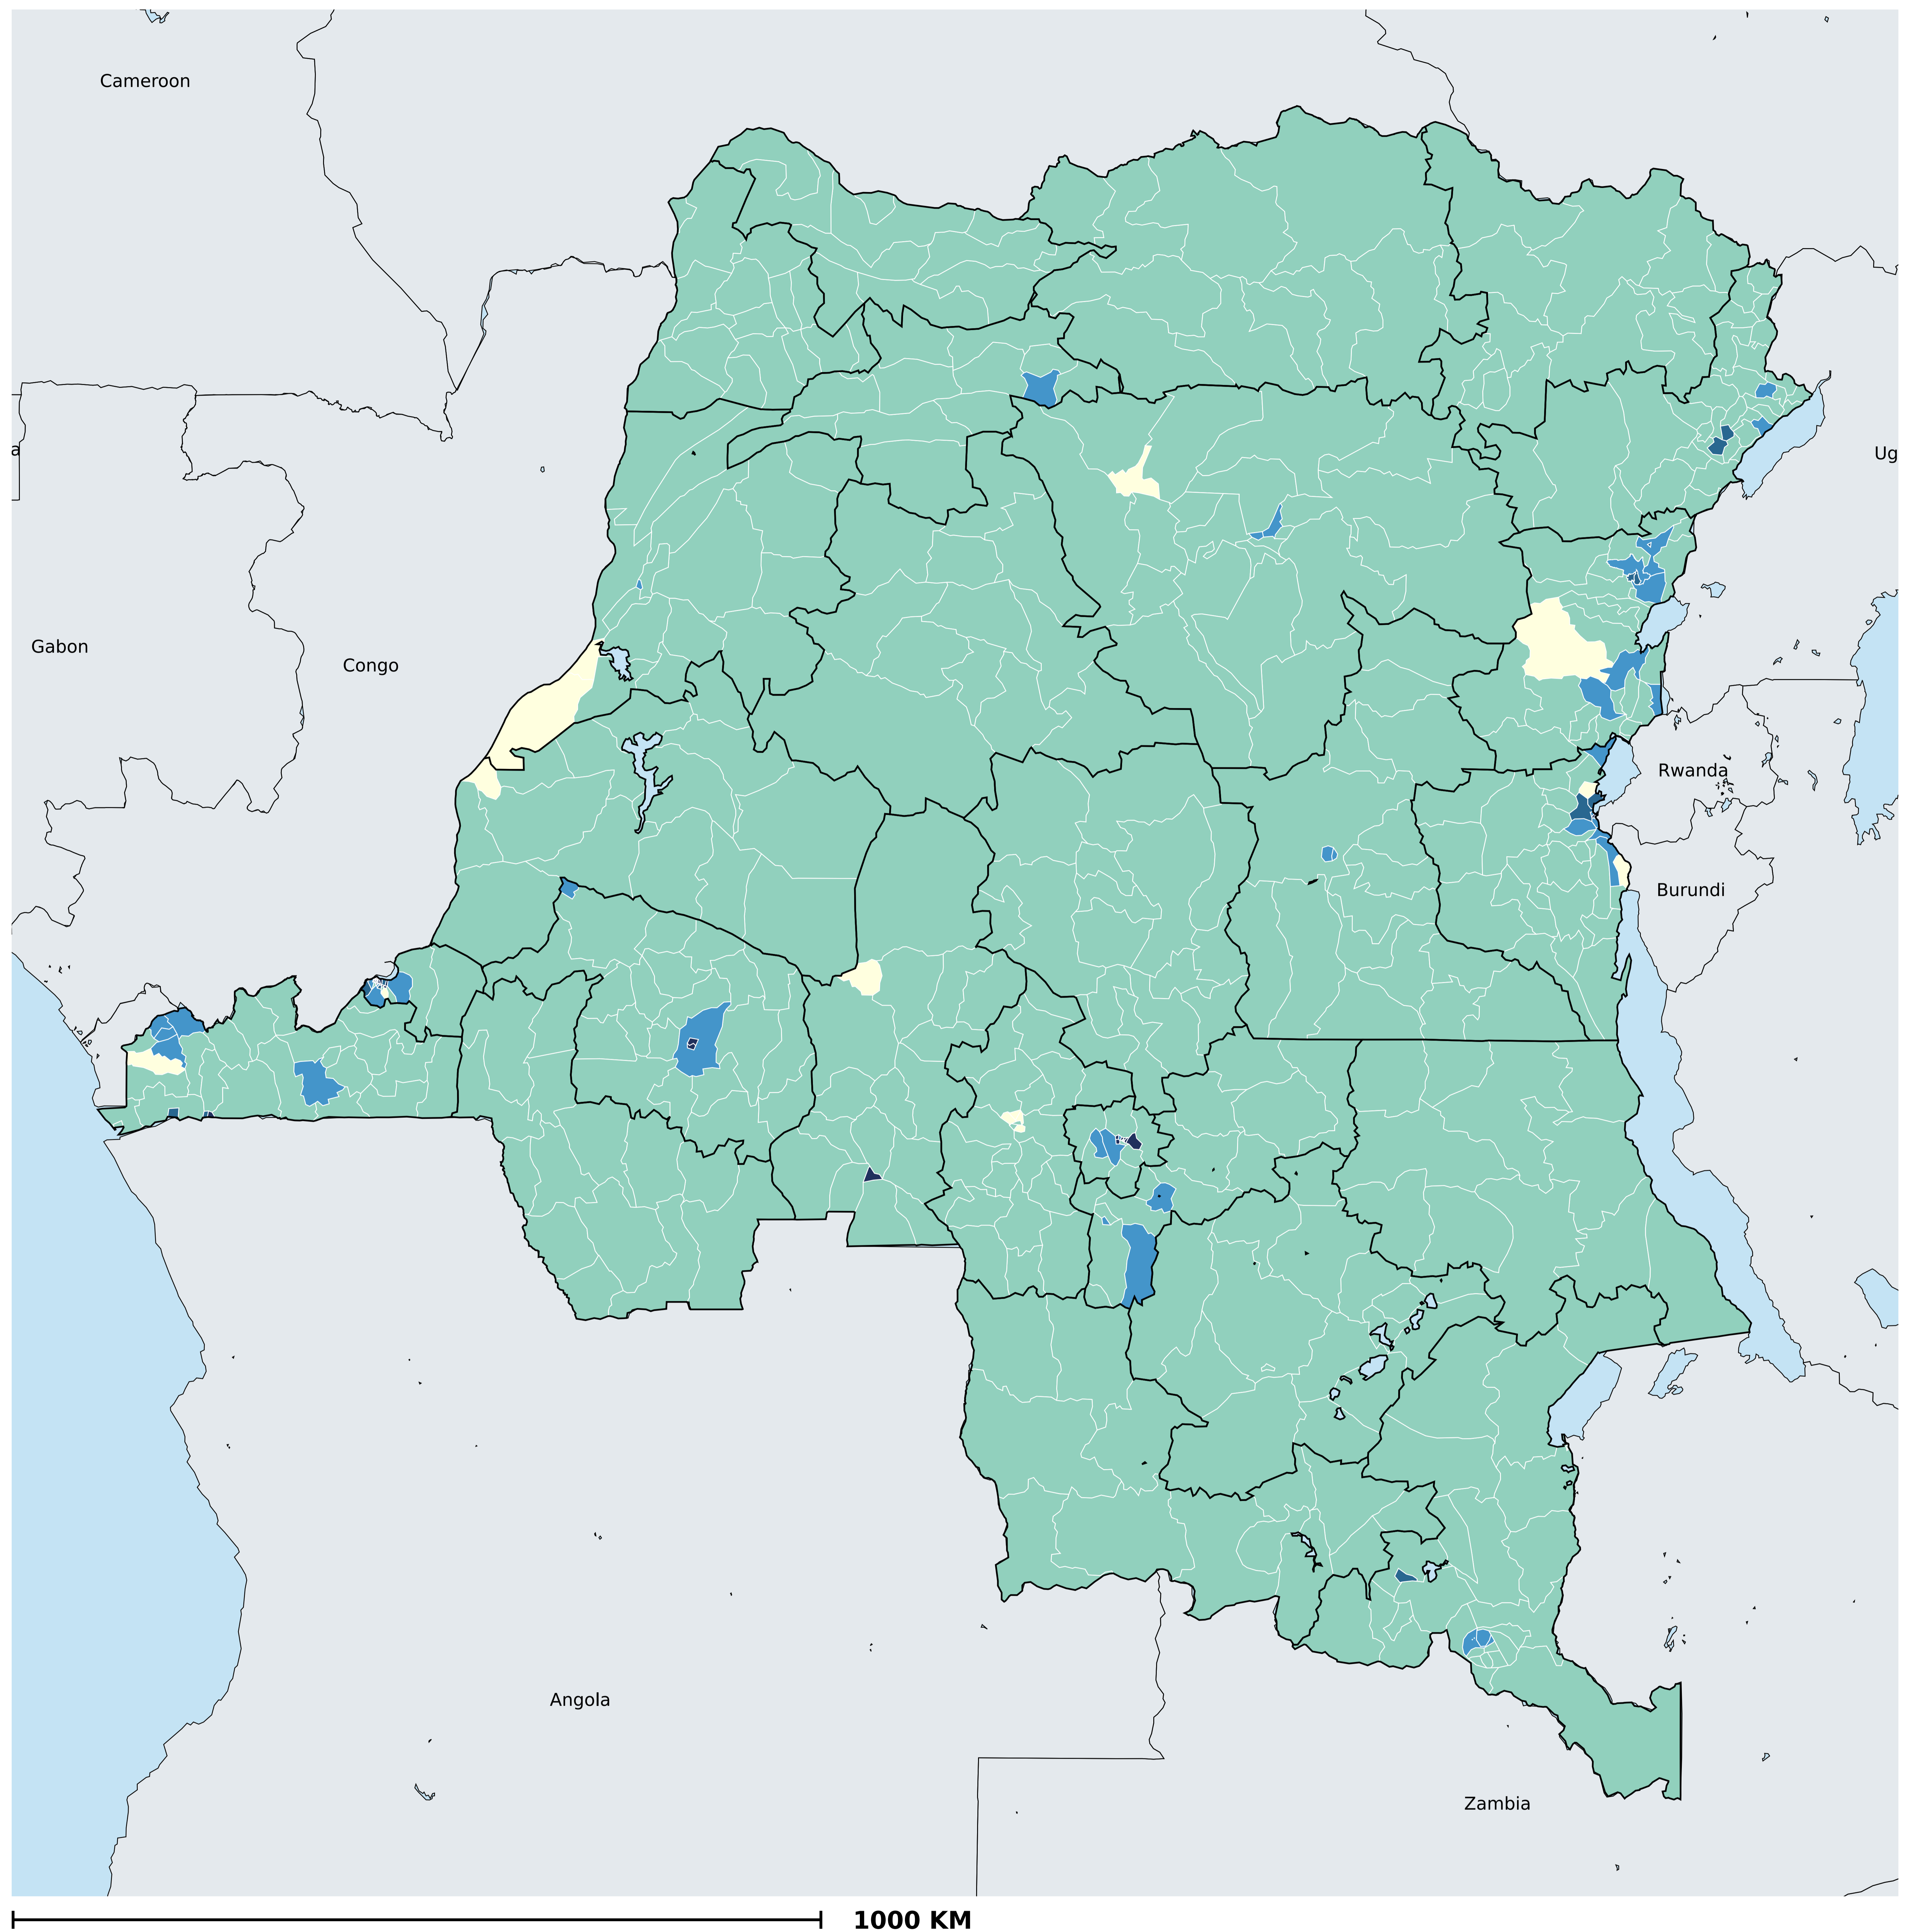 Cameroon
a
Ug
Gabon
Congo
Rwanda
Burundi
Angola
Zambia
1000 KM